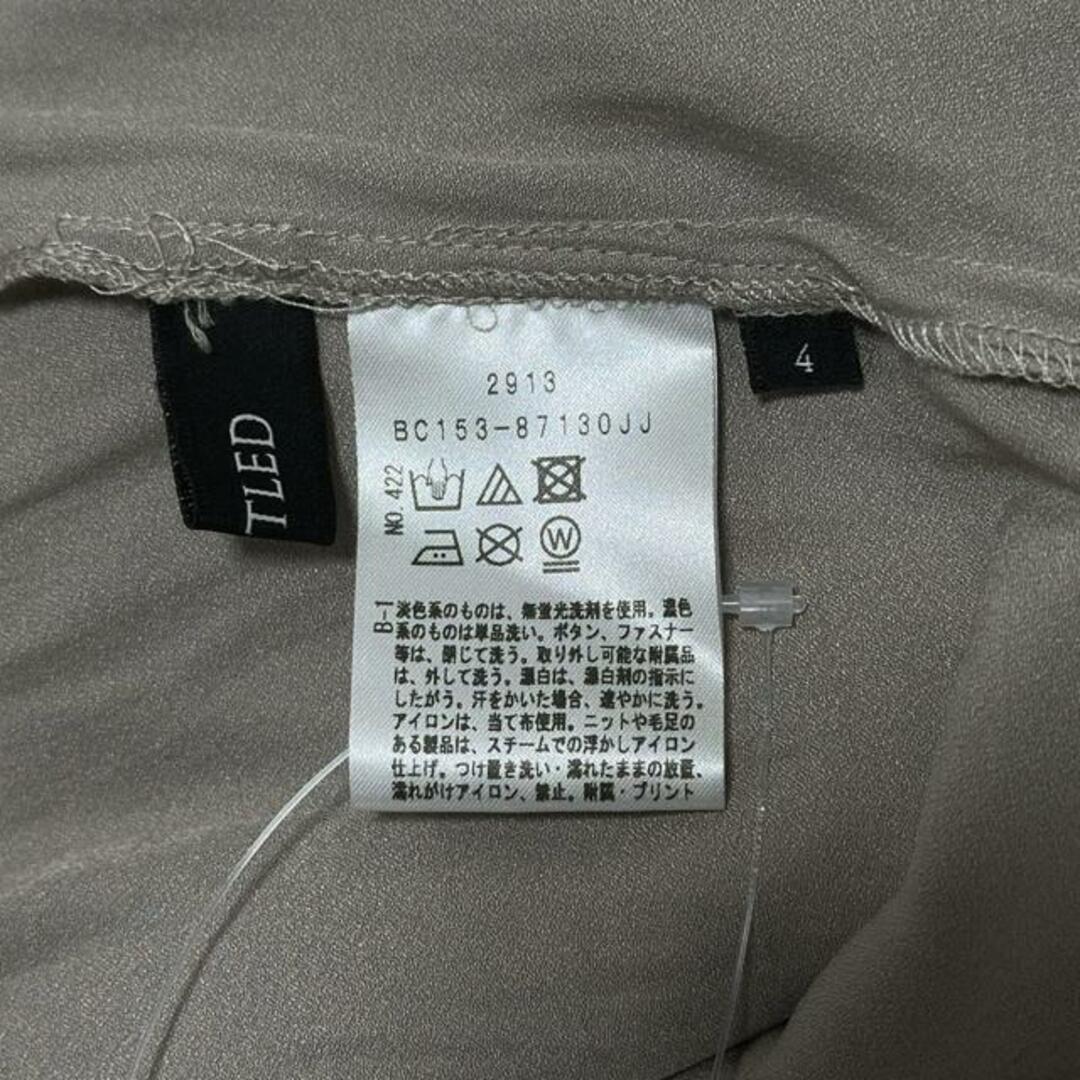 TLED
4
2913
BC153-87130JJ
NO.422
W
B-1
淡色系のものは、無蛍光洗剤を使用。濃色
系のものは単品洗い。ボタン、ファスナー
等は、閉じて洗う。取り外し可能な附属品
は、外して洗う。漂白は、漂白剤の指示に
したがう。汗をかいた場合、速やかに洗う。
アイロンは、当て布使用。ニットや毛足の
ある製品は、スチームでの浮かしアイロン
仕上げ。つけ置き洗い・濡れたままの放置、
濡れがけアイロン、禁止。附属・プリント